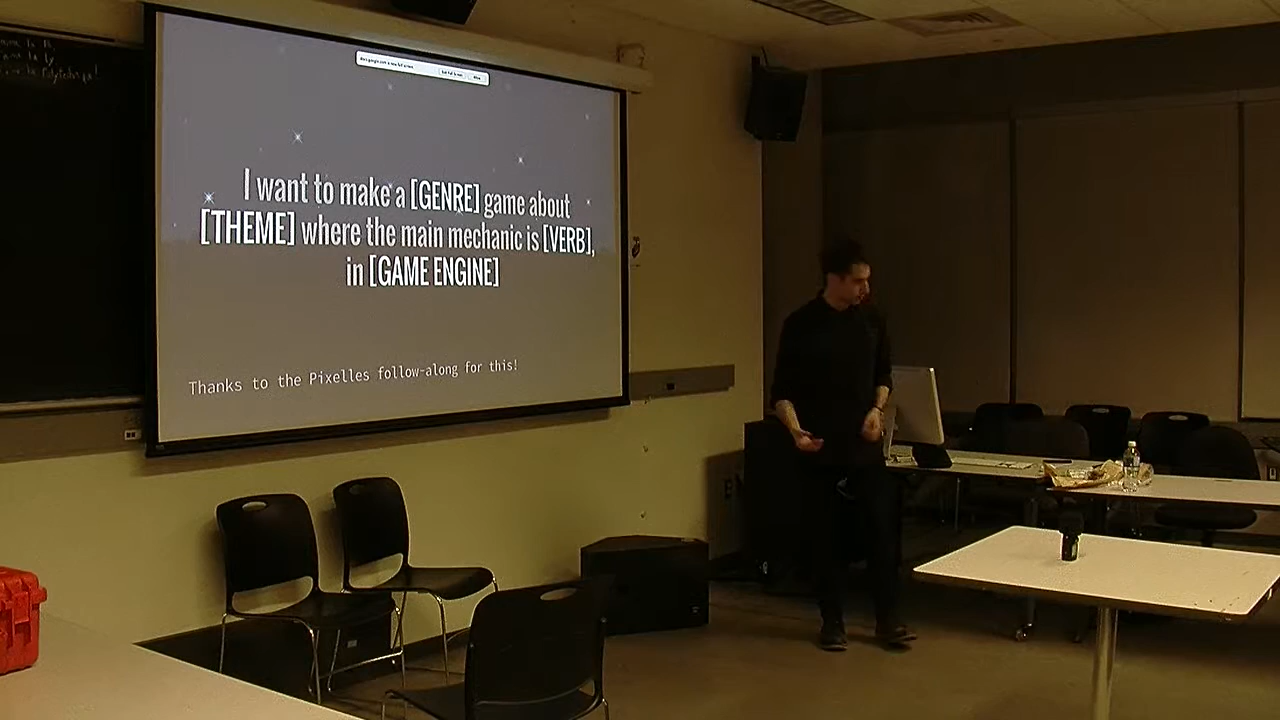 I want to make a [GENRE] game about
[THEME] where the main mechanic is [VERB],
in [GAME ENGINE]
Thanks to the Pixelles follow-along for this!